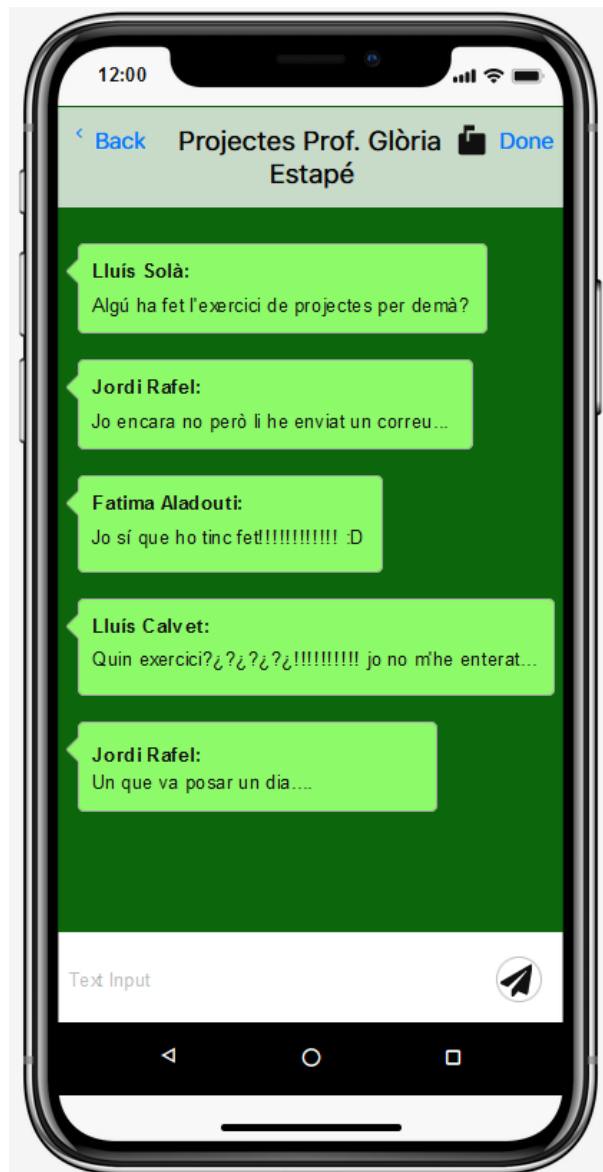 12:00
Back
Projectes Prof. Glòria
Estapé
Done
Lluís Solà:
Algú ha fet l'exercici de projectes per demà?
Jordi Rafel:
Jo encara no però li he enviat un correu...
Fatima Aladouti:
Jo sí que ho tinc fet!!!!!!!!!!!!! :D
Lluís Calvet:
Quin exercici?¿?¿?¿?¿!!!!!!!!!! jo no m'he enterat...
Jordi Rafel:
Un que va posar un dia....
Text Input